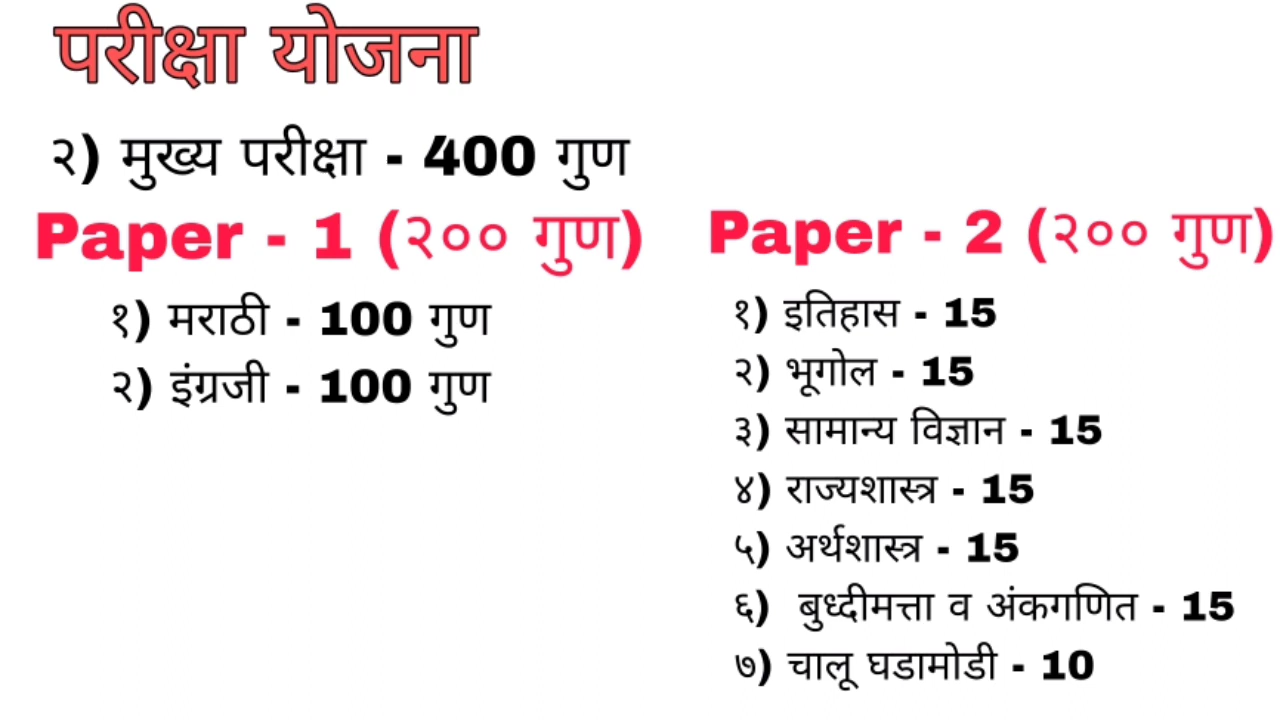 परीक्षा योजना
२) मुख्य परीक्षा - 400 गुण
Paper - 1 (२०० गुण)
१) मराठी - 100 गुण
२) इंग्रजी - 100 गुण
Paper - 2 (२०० गुण)
१) इतिहास - 15
२) भूगोल - 15
३) सामान्य विज्ञान - 15
४) राज्यशास्त्र - 15
५) अर्थशास्त्र - 15
६) बुध्दीमत्ता व अंकगणित - 15
७) चालू घडामोडी - 10